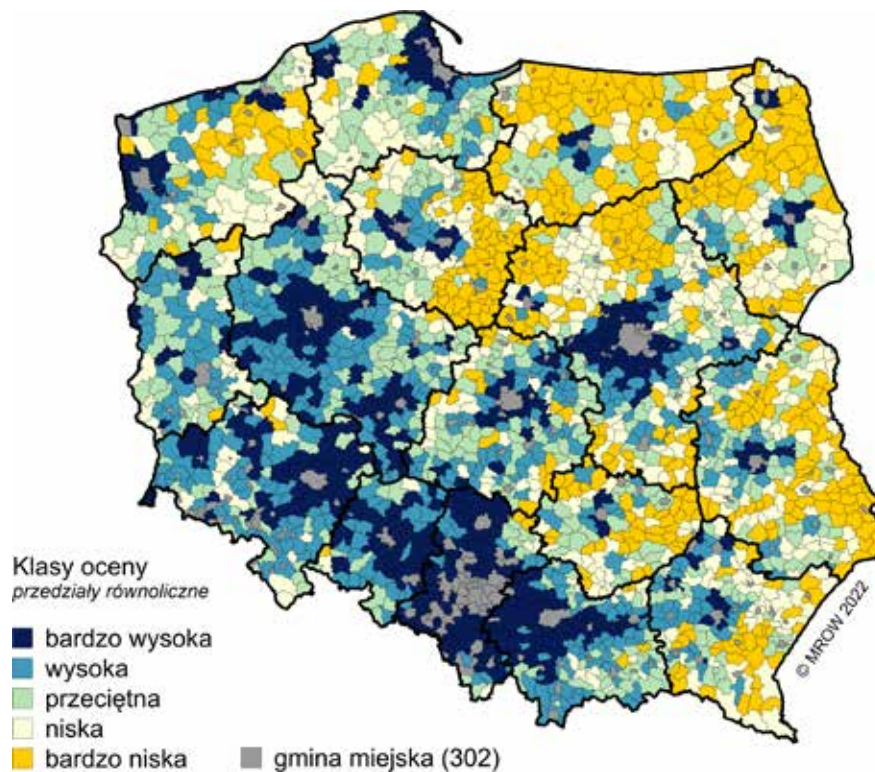 Klasy oceny
przedziały równoliczne
bardzo wysoka
wysoka
przeciętna
niska
bardzo niska
gmina miejska (302)
© MROW 2022